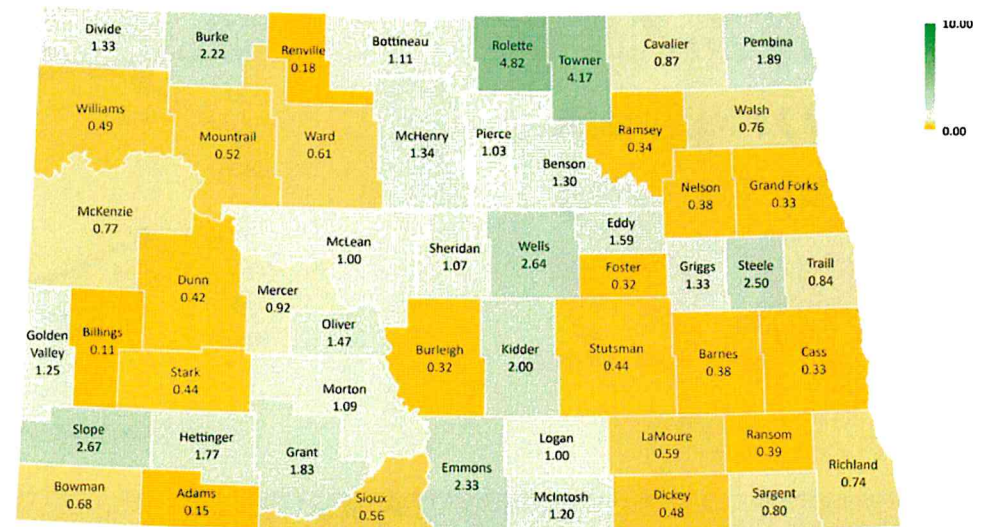 Divide
1.33
Burke
2.22
Renville
0.18
Bottineau
1.11
Rolette
4.82
Towner
4.17
Cavalier
0.87
Pembina
1.89
10.00
0.00
Williams
0.49
Mountrail
0.52
Ward
0.61
McHenry
1.34
Pierce
1.03
Benson
1.30
Ramsey
0.34
Walsh
0.76
Nelson
0.38
Grand Forks
0.33
McKenzie
0.77
Dunn
0.42
McLean
1.00
Mercer
0.92
Oliver
1.47
Sheridan
1.07
Wells
2.64
Eddy
1.59
Foster
0.32
Griggs
1.33
Steele
2.50
Traill
0.84
Golden
Valley
1.25
Billings
0.11
Stark
0.44
Morton
1.09
Burleigh
0.32
Kidder
2.00
Stutsman
0.44
Barnes
0.38
Cass
0.33
Slope
2.67
Hettinger
1.77
Grant
1.83
Bowman
0.68
Adams
0.15
Sioux
0.56
Emmons
2.33
Logan
1.00
McIntosh
1.20
LaMoure
0.59
Dickey
0.48
Ransom
0.39
Sargent
0.80
Richland
0.74